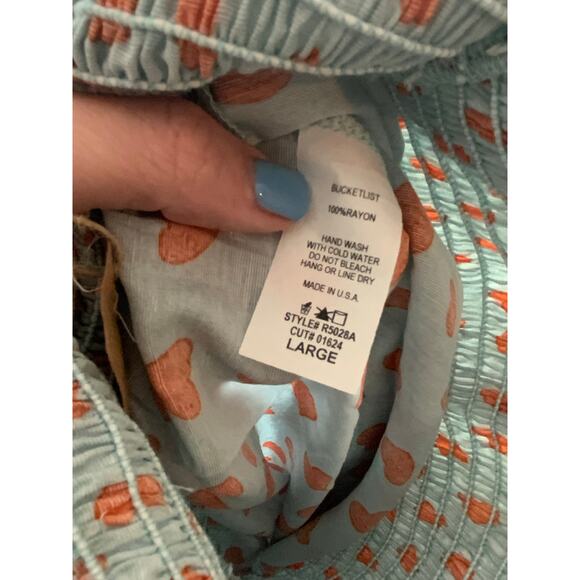 BUCKETLIST
100%RAYON
HAND WASH
WITH COLD WATER
DO NOT BLEACH
HANG OR LINE DRY
MADE IN U.S.A.
STYLE# R5028A
CUT# 01624
LARGE